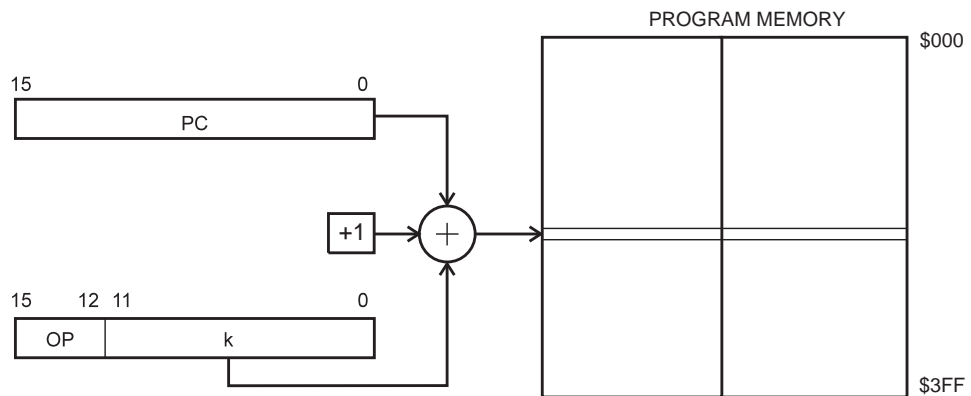 PROGRAM MEMORY
$000
15 0
PC
+1
+
15 12 11 0
OP k
$3FF